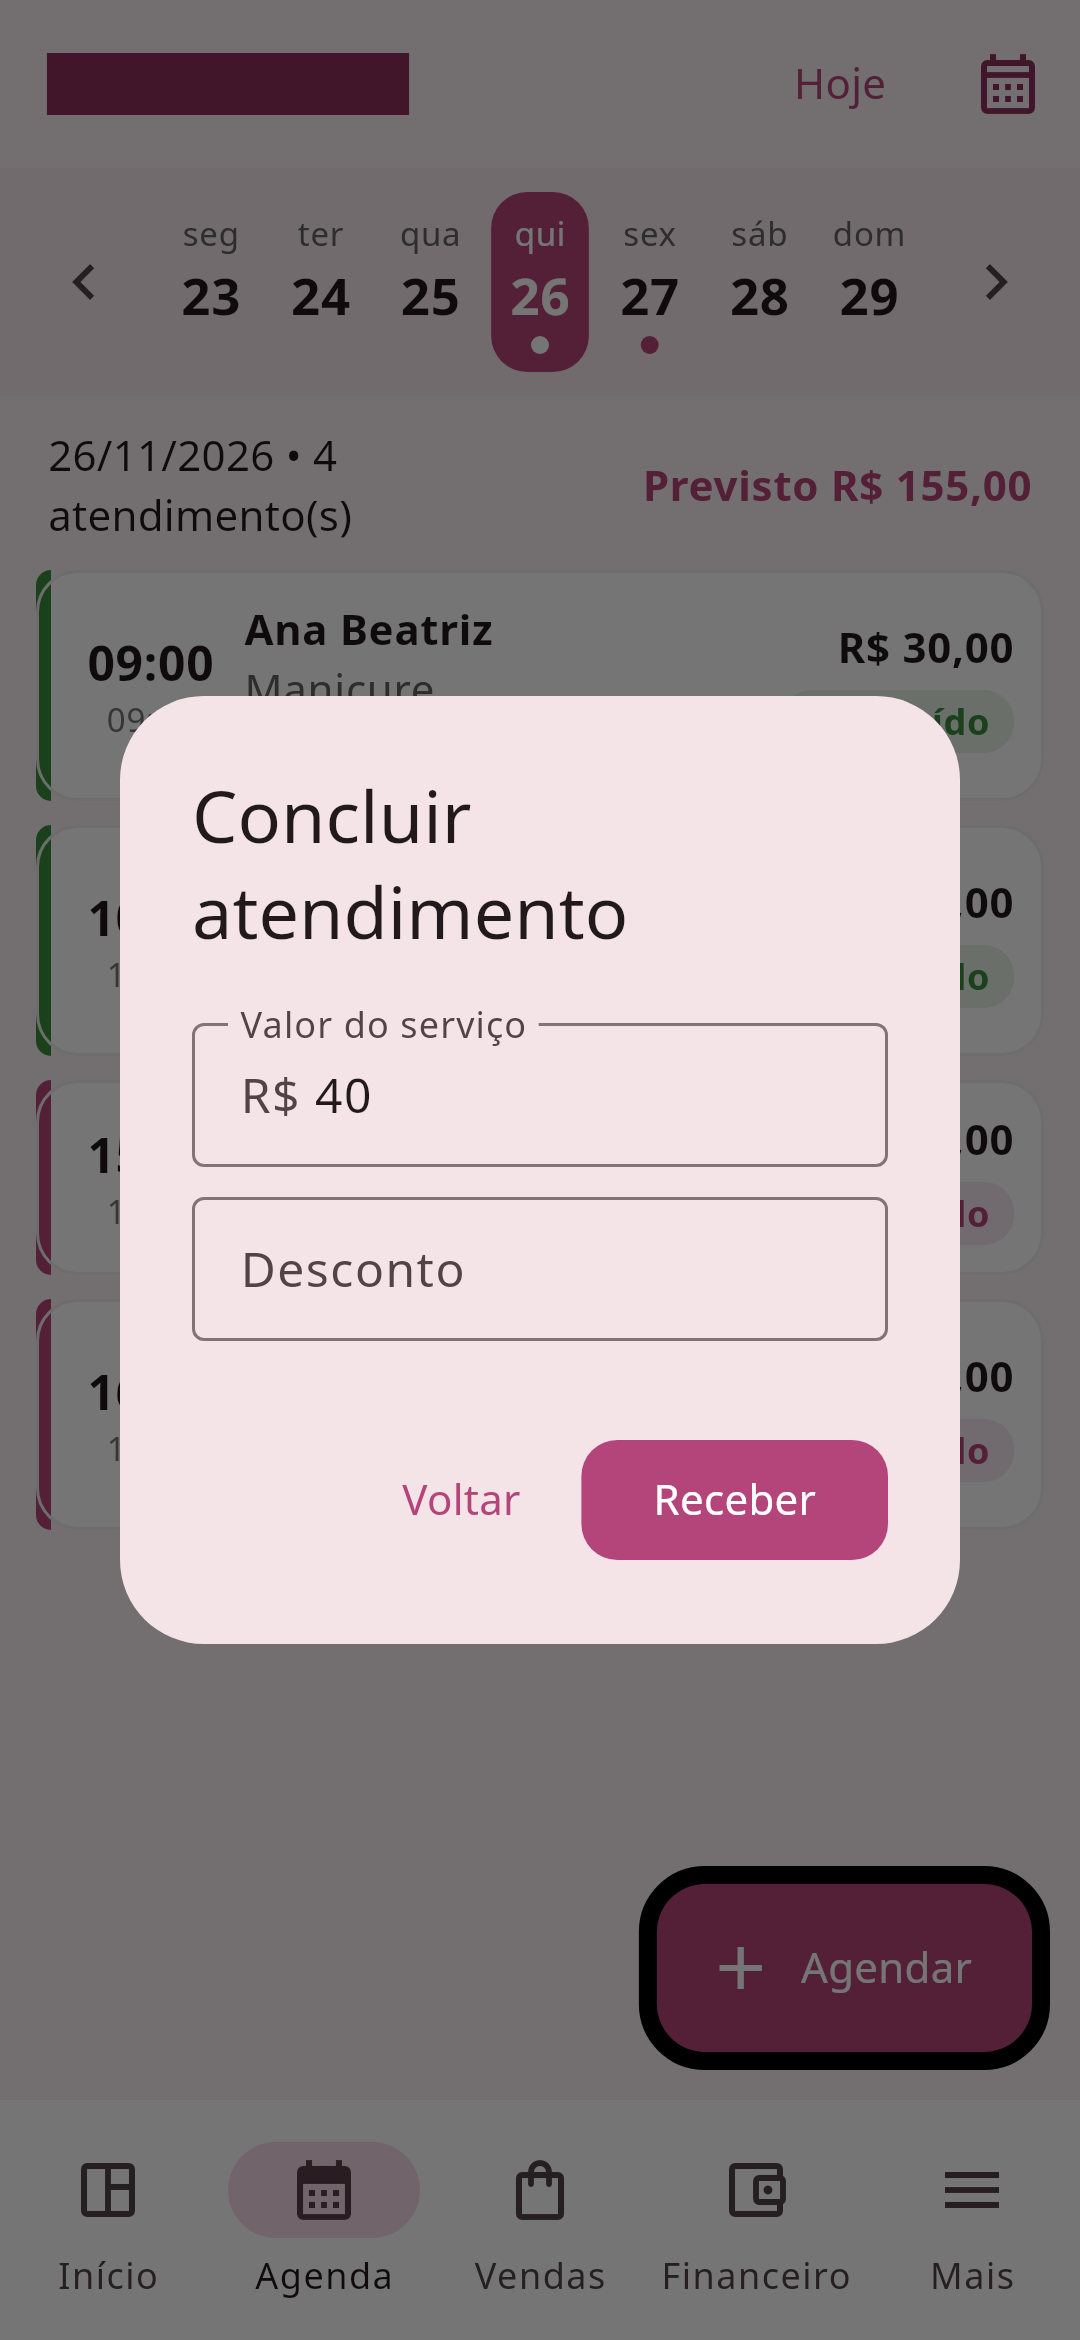 Hoje
seg ter qua qui sex sáb dom
23 24 25 26 27 28 29
26/11/2026 • 4
atendimento(s)
Previsto R$ 155,00
Ana Beatriz
09:00
R$ 30,00
Manicure
Concluir
atendimento
Valor do serviço
R$ 40
Desconto
Voltar
Receber
+ Agendar
Início
Agenda
Vendas
Financeiro
Mais